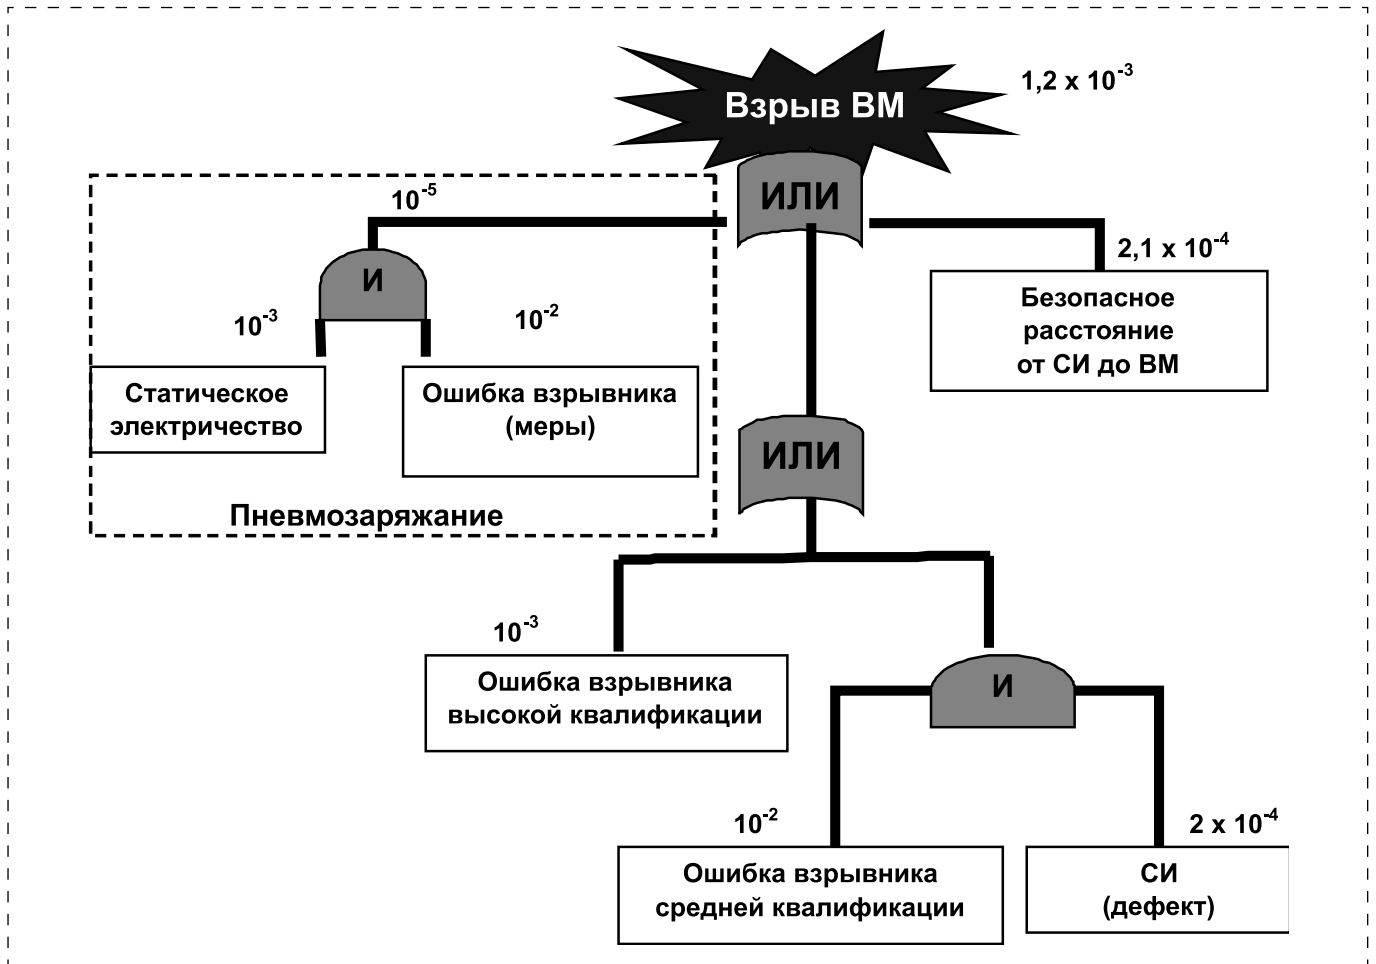 Взрыв ВМ
1,2 x 10⁻³
ИЛИ
10⁻⁵
И
10⁻³
10⁻²
Статическое
электричество
Ошибка взрывника
(меры)
Пневмозаряжание
2,1 x 10⁻⁴
Безопасное
расстояние
от СИ до ВМ
ИЛИ
10⁻³
Ошибка взрывника
высокой квалификации
И
10⁻²
Ошибка взрывника
средней квалификации
2 x 10⁻⁴
СИ
(дефект)